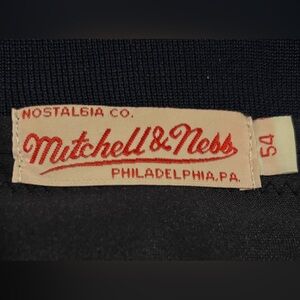 NOSTALGIA CO.
Mitchell & Ness
PHILADELPHIA, PA.
54